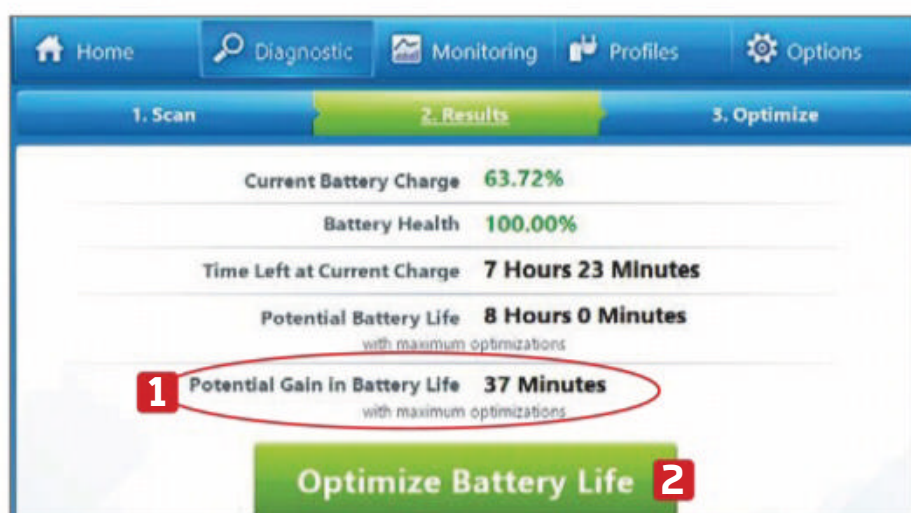 Home Diagnostic Monitoring Profiles Options
1. Scan 2. Results 3. Optimize
Current Battery Charge 63.72%
Battery Health 100.00%
Time Left at Current Charge 7 Hours 23 Minutes
Potential Battery Life 8 Hours 0 Minutes
with maximum optimizations
1 Potential Gain in Battery Life 37 Minutes
with maximum optimizations
Optimize Battery Life 2